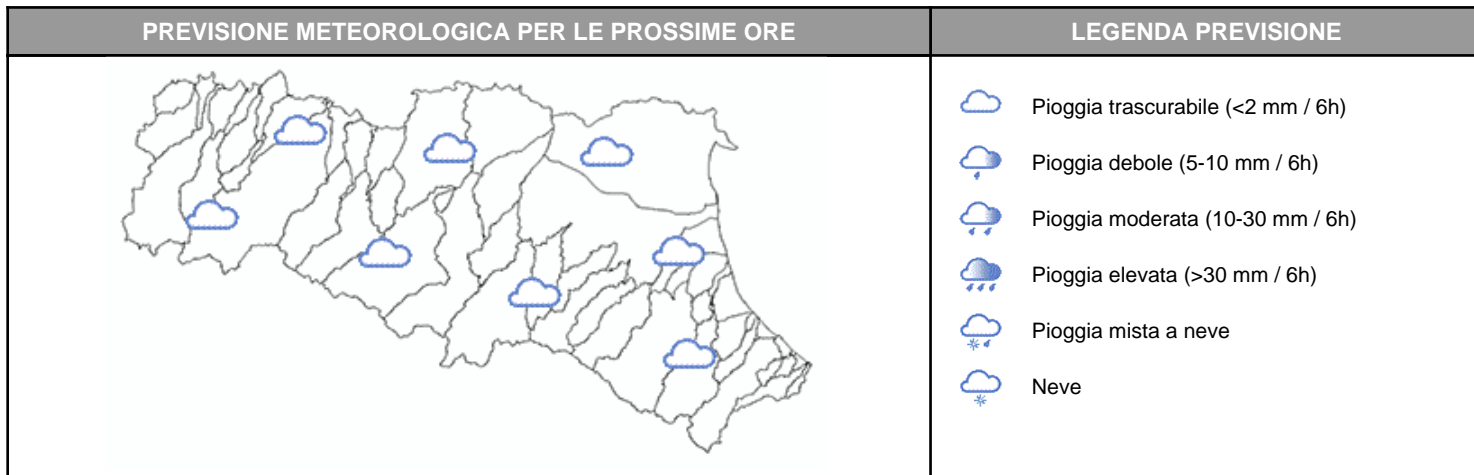 PREVISIONE METEOROLOGICA PER LE PROSSIME ORE
LEGENDA PREVISIONE
Pioggia trascurabile (<2 mm / 6h)
Pioggia debole (5-10 mm / 6h)
Pioggia moderata (10-30 mm / 6h)
Pioggia elevata (>30 mm / 6h)
Pioggia mista a neve
Neve